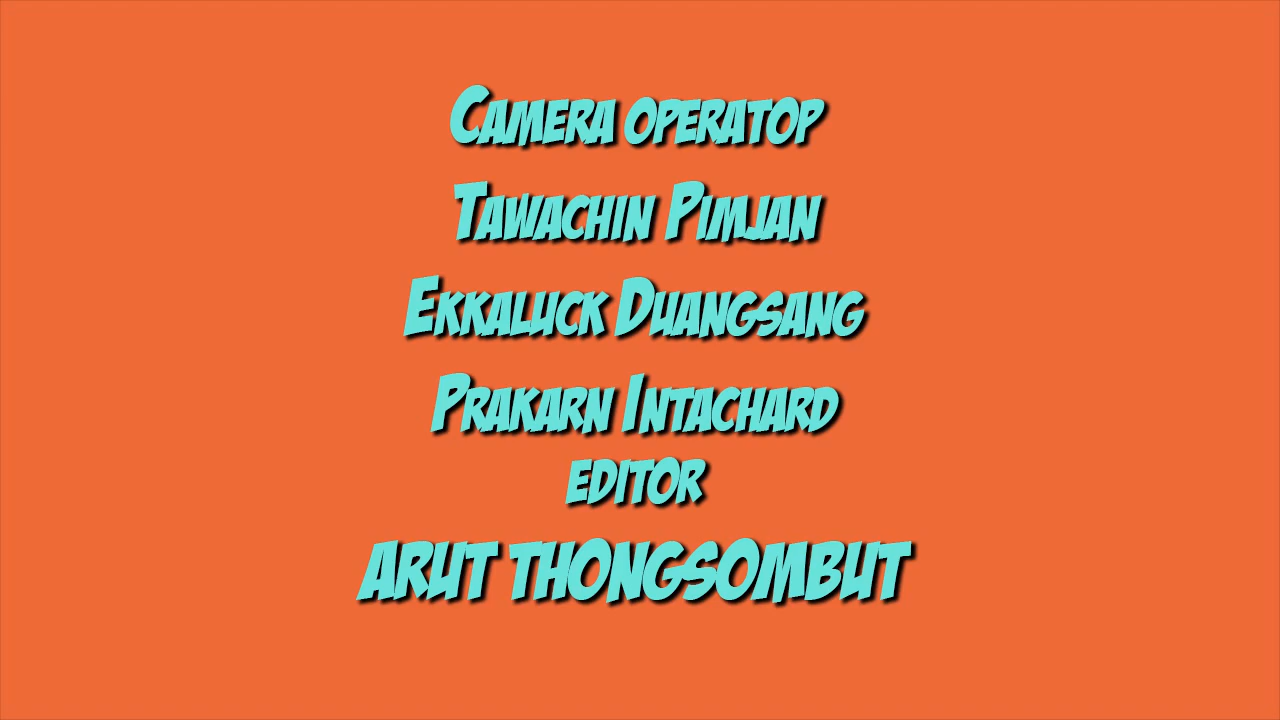 Camera operatop
Tawachin Pimjan
Ekkaluck Duangsang
Prakarn Intachard
editor
ARUT THONGSOMBUT